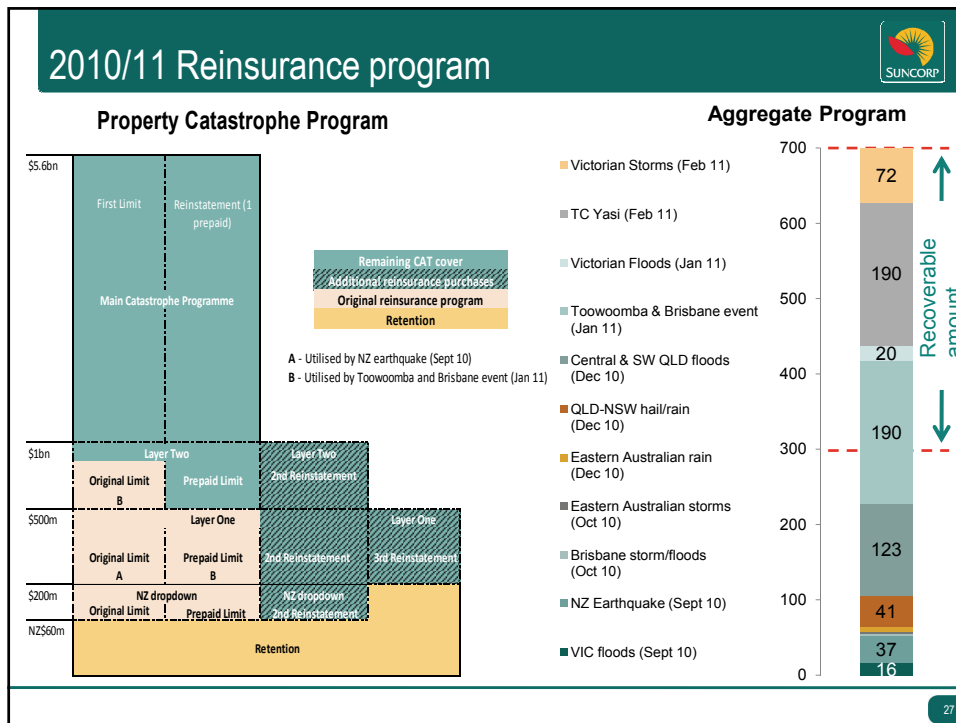 2010/11 Reinsurance program
SUNCORP
Property Catastrophe Program
$5.6bn
First Limit
Reinstatement (1
prepaid)
Main Catastrophe Programme
Remaining CAT cover
Additional reinsurance purchases
Original reinsurance program
Retention
A - Utilised by NZ earthquake (Sept 10)
B - Utilised by Toowoomba and Brisbane event (Jan 11)
$1bn
Layer Two
Layer Two
Original Limit
B
Prepaid Limit
2nd Reinstatement
$500m
Layer One
Layer One
Original Limit
A
Prepaid Limit
B
2nd Reinstatement
3rd Reinstatement
$200m
NZ dropdown
NZ dropdown
Original Limit
Prepaid Limit
2nd Reinstatement
NZ$60m
Retention
Aggregate Program
Victorian Storms (Feb 11)
TC Yasi (Feb 11)
Victorian Floods (Jan 11)
Toowoomba & Brisbane event
(Jan 11)
Central & SW QLD floods
(Dec 10)
QLD-NSW hail/rain
(Dec 10)
Eastern Australian rain
(Dec 10)
Eastern Australian storms
(Oct 10)
Brisbane storm/floods
(Oct 10)
NZ Earthquake (Sept 10)
VIC floods (Sept 10)
700
600
500
400
300
200
100
0
72
190
20
190
123
41
37
16
Recoverable
amount
27